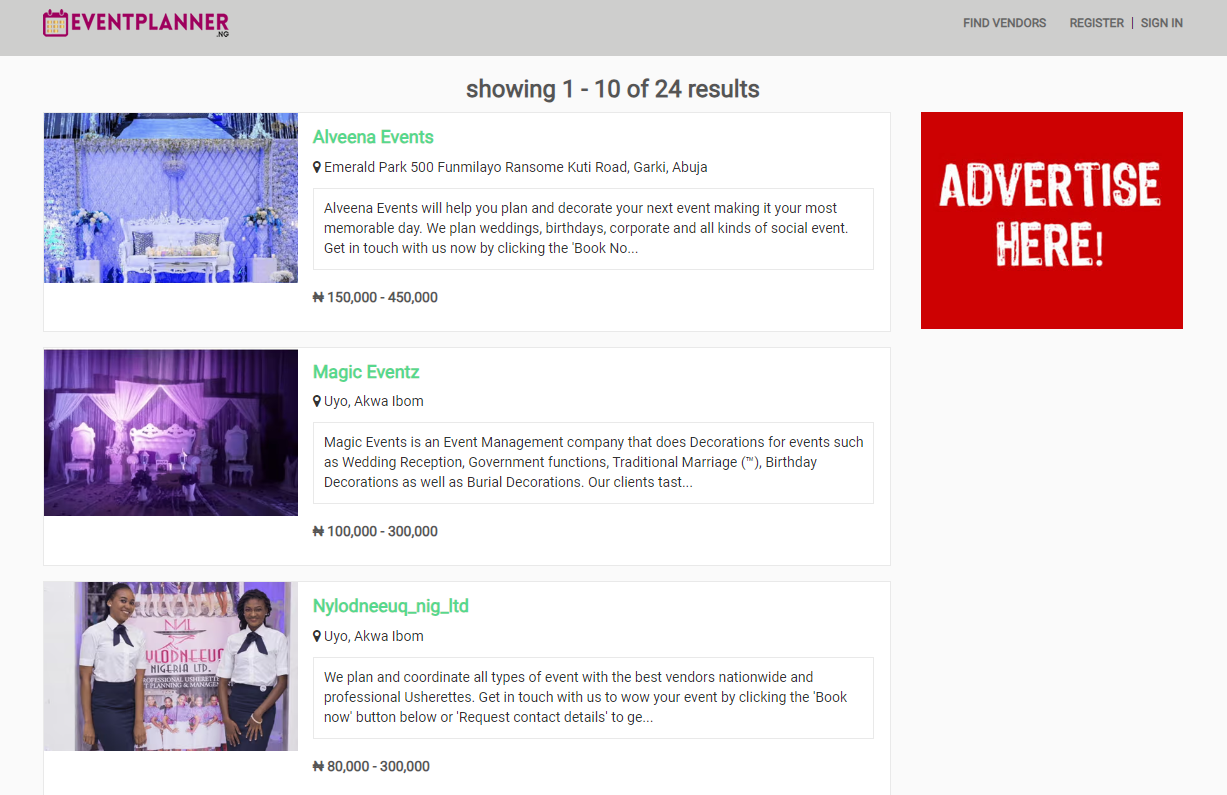 EVENTPLANNER
.NG
FIND VENDORS
REGISTER | SIGN IN
showing 1 - 10 of 24 results
Alveena Events
Emerald Park 500 Funmilayo Ransome Kuti Road, Garki, Abuja
Alveena Events will help you plan and decorate your next event making it your most
memorable day. We plan weddings, birthdays, corporate and all kinds of social event.
Get in touch with us now by clicking the 'Book No...
₦ 150,000 - 450,000
ADVERTISE
HERE!
Magic Eventz
Uyo, Akwa Ibom
Magic Events is an Event Management company that does Decorations for events such
as Wedding Reception, Government functions, Traditional Marriage (™), Birthday
Decorations as well as Burial Decorations. Our clients tast...
₦ 100,000 - 300,000
YLODNEEUQ
NIGERIA LTD.
Nylodneeuq_nig_ltd
Uyo, Akwa Ibom
We plan and coordinate all types of event with the best vendors nationwide and
professional Usherettes. Get in touch with us to wow your event by clicking the 'Book
now' button below or 'Request contact details' to ge...
₦ 80,000 - 300,000